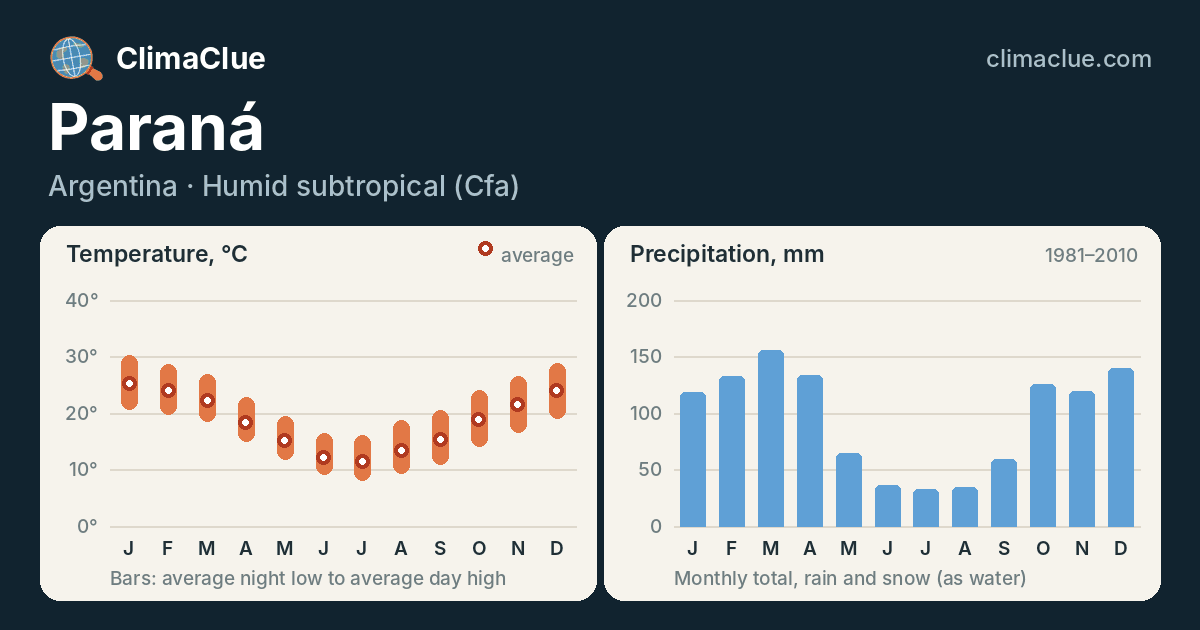 ClimaClue
climaclue.com
Paraná
Argentina · Humid subtropical (Cfa)
Temperature, °C
average
40°
30°
20°
10°
0°
J F M A M J J A S O N D
Bars: average night low to average day high
Precipitation, mm
1981–2010
200
150
100
50
0
J F M A M J J A S O N D
Monthly total, rain and snow (as water)